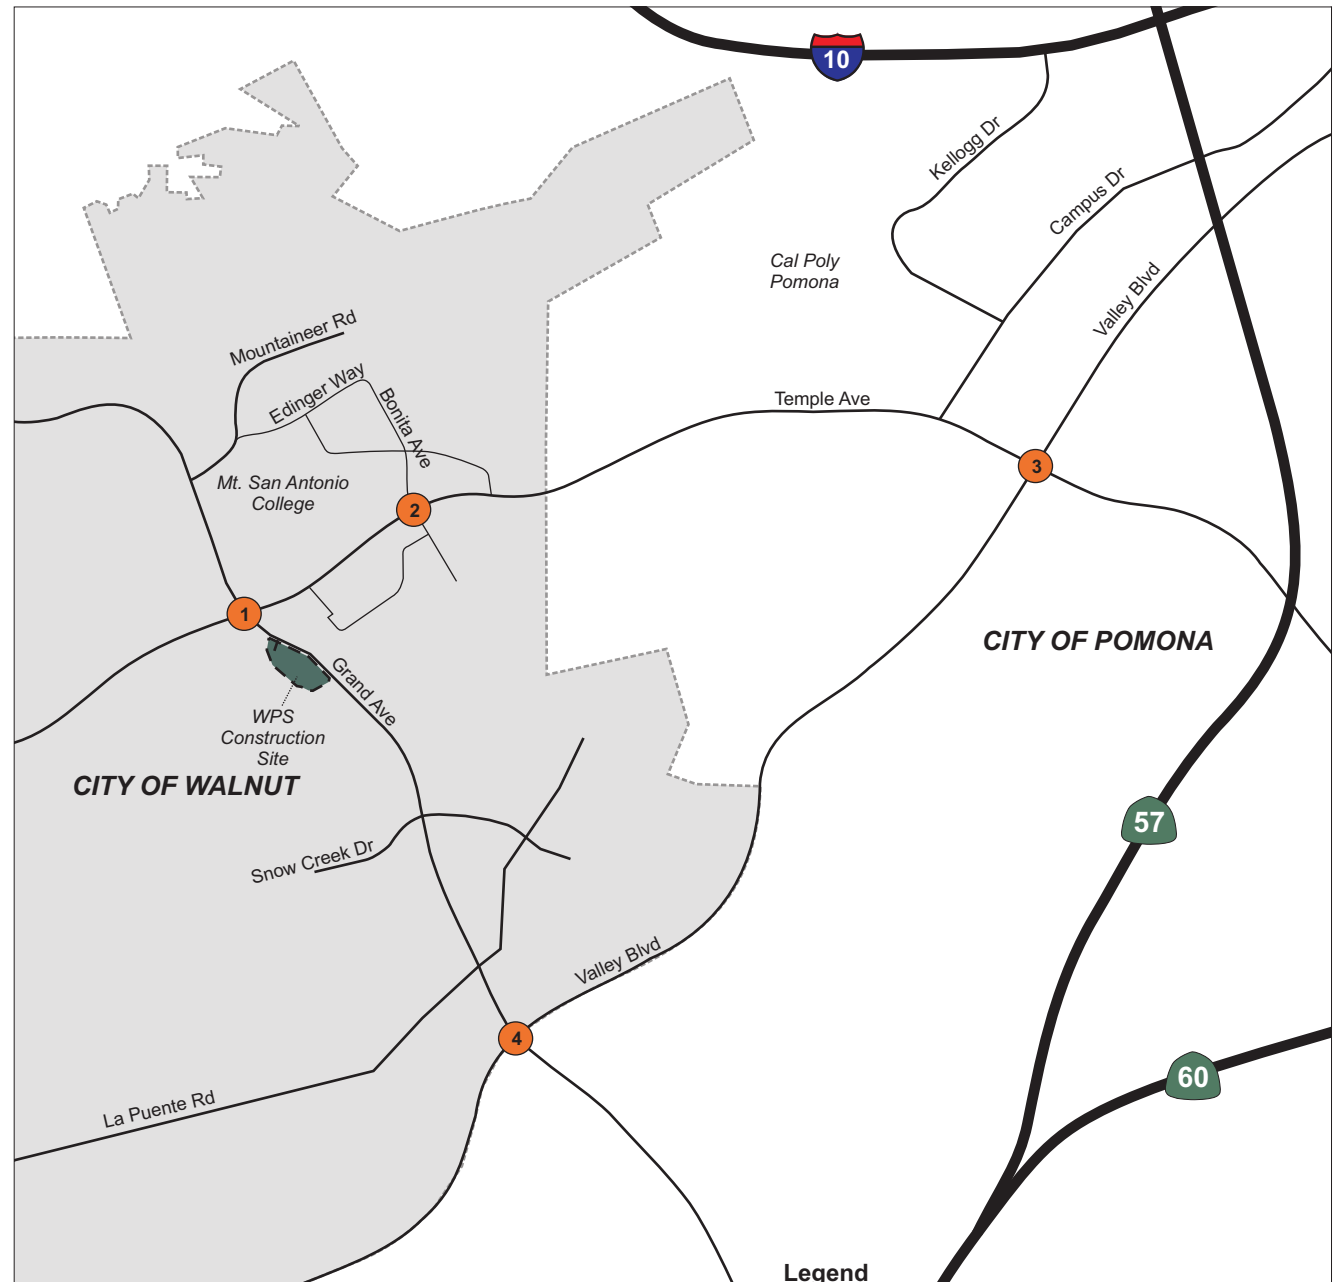 10
Kellogg Dr
Campus Dr
Cal Poly
Pomona
Valley Blvd
Mountaineer Rd
Edinger Way
Bonita Ave
Temple Ave
Mt. San Antonio
College
3
2
1
CITY OF POMONA
Grand Ave
WPS
Construction
Site
CITY OF WALNUT
57
Snow Creek Dr
Valley Blvd
4
60
La Puente Rd
Legend